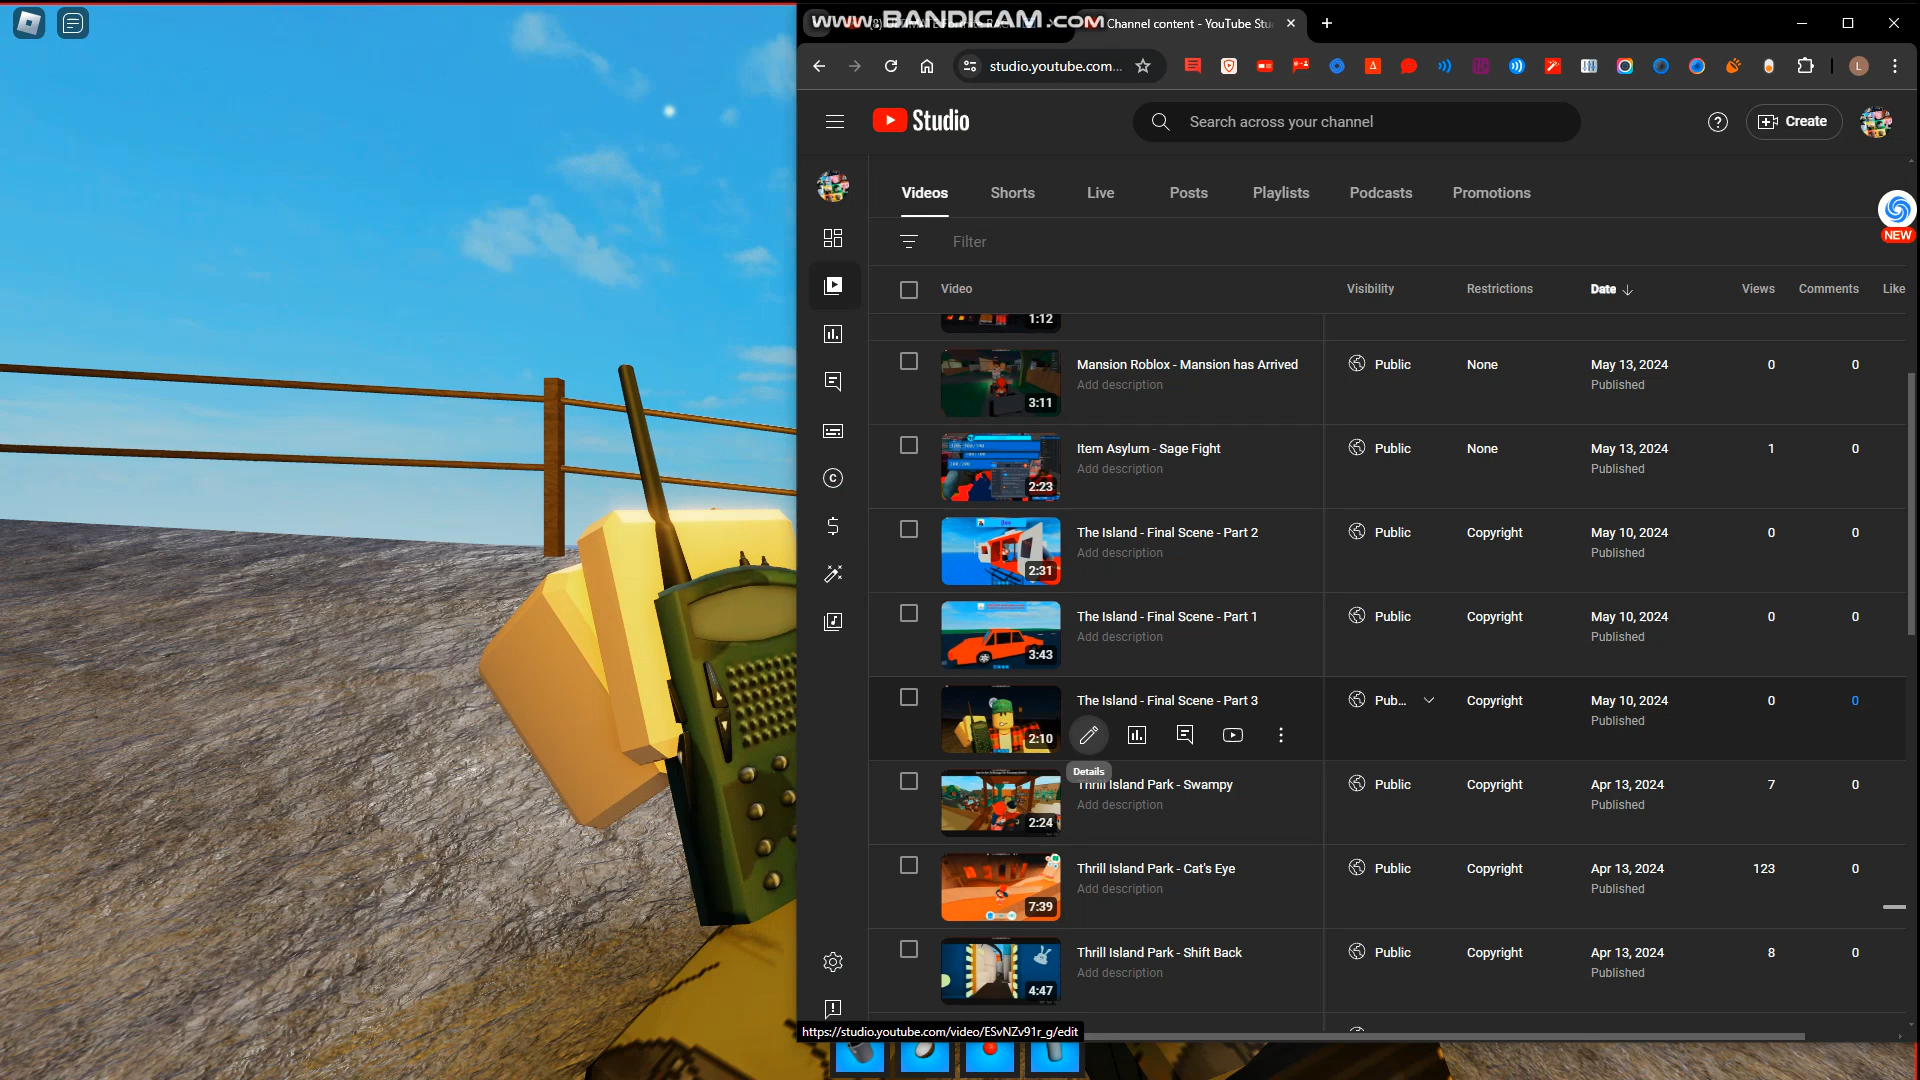 www.BANDICAM.com
Channel content - YouTube Stu
studio.youtube.com...
L
Studio
Search across your channel
Create
Videos
Shorts
Live
Posts
Playlists
Podcasts
Promotions
NEW
Filter
Video
Visibility
Restrictions
Date
Views
Comments
Like
1:12
Mansion Roblox - Mansion has Arrived
Add description
3:11
Public
None
May 13, 2024
Published
0
0
Item Asylum - Sage Fight
Add description
2:23
Public
None
May 13, 2024
Published
1
0
The Island - Final Scene - Part 2
Add description
2:31
Public
Copyright
May 10, 2024
Published
0
0
The Island - Final Scene - Part 1
Add description
3:43
Public
Copyright
May 10, 2024
Published
0
0
The Island - Final Scene - Part 3
2:10
Pub...
Copyright
May 10, 2024
Published
0
0
Details
Thrill Island Park - Swampy
Add description
2:24
Public
Copyright
Apr 13, 2024
Published
7
0
Thrill Island Park - Cat's Eye
Add description
7:39
Public
Copyright
Apr 13, 2024
Published
123
0
Thrill Island Park - Shift Back
Add description
4:47
Public
Copyright
Apr 13, 2024
Published
8
0
https://studio.youtube.com/video/ESvNZv91r_g/edit